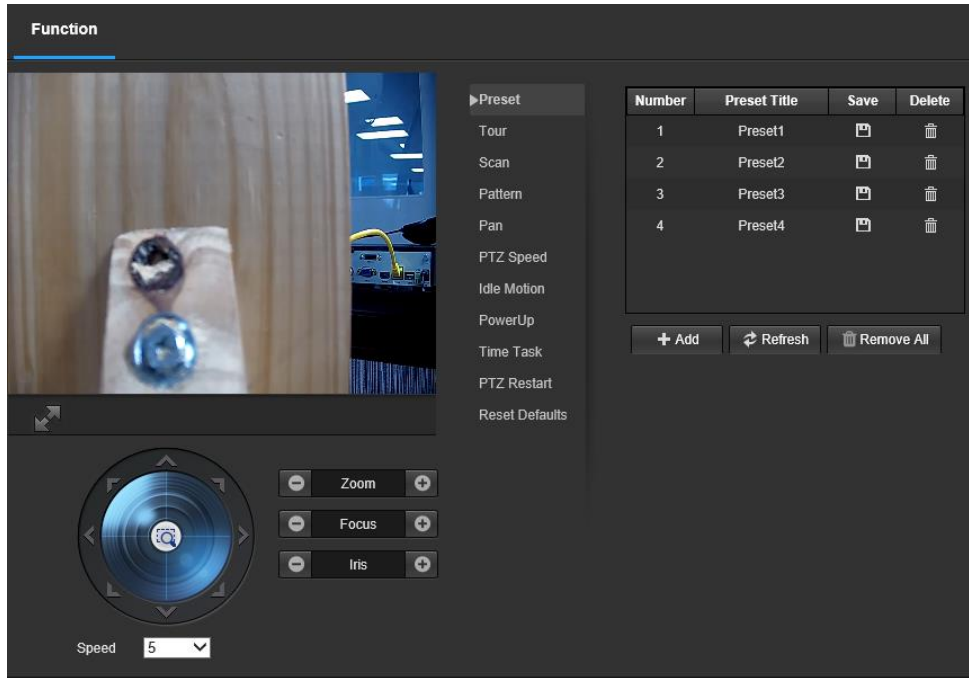 Function
Preset
Tour
Scan
Pattern
Pan
PTZ Speed
Idle Motion
PowerUp
Time Task
PTZ Restart
Reset Defaults
Number Preset Title Save Delete
1 Preset1
2 Preset2
3 Preset3
4 Preset4
Add Refresh Remove All
Zoom
Focus
Iris
Speed 5